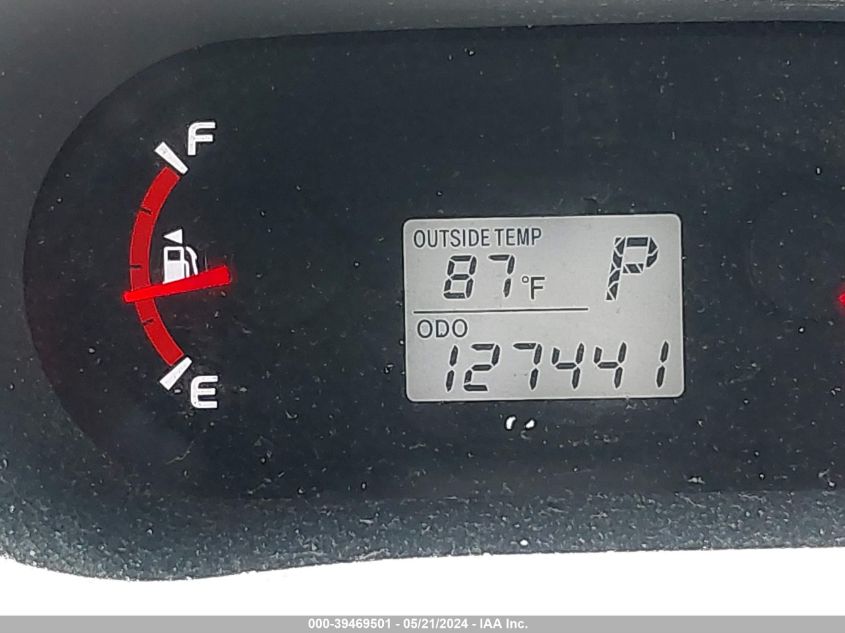 F
OUTSIDE TEMP
87°F P
ODO
127441
E
000-39469501 - 05/21/2024 - IAA Inc.